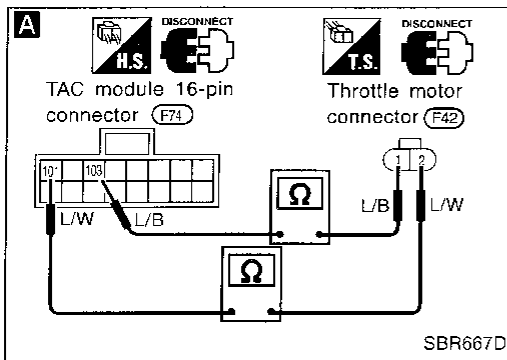 A
DISCONNECT
H.S.
TAC module 16-pin
connector F74
DISCONNECT
T.S.
Throttle motor
connector F42
101 103
1 2
L/W L/B
L/B L/W
Ω
Ω
SBR667D